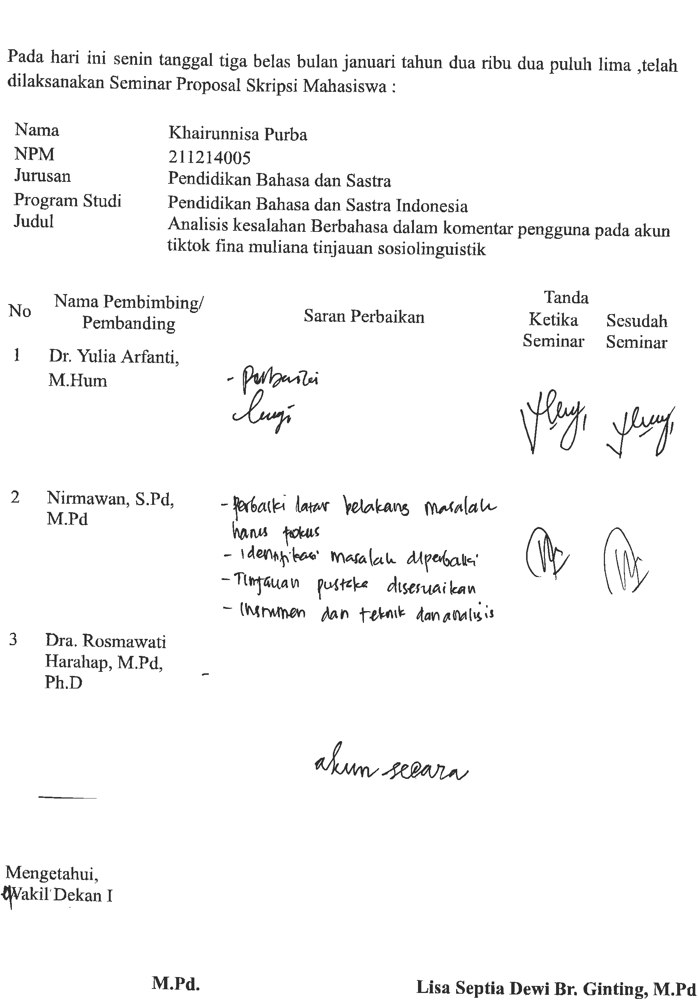 Pada hari ini senin tanggal tiga belas bulan januari tahun dua ribu dua puluh lima ,telah
dilaksanakan Seminar Proposal Skripsi Mahasiswa :
Nama Khairunnisa Purba
NPM 211214005
Jurusan Pendidikan Bahasa dan Sastra
Program Studi Pendidikan Bahasa dan Sastra Indonesia
Judul Analisis kesalahan Berbahasa dalam komentar pengguna pada akun
tiktok fina muliana tinjauan sosiolinguistik
No Nama Pembimbing/
Pembanding
Saran Perbaikan
Tanda
Ketika Sesudah
Seminar Seminar
1 Dr. Yulia Arfanti,
M.Hum
- Perbaiki
2 Nirmawan, S.Pd,
M.Pd
- Perbaiki latar belakang masalah
harus fokus
- Identifikasi masalah diperbaiki
- Tinjauan pustaka disesuaikan
- Instrumen dan teknik dan analisis
3 Dra. Rosmawati
Harahap, M.Pd,
Ph.D
-
akun secara
Mengetahui,
Wakil Dekan I
M.Pd.
Lisa Septia Dewi Br. Ginting, M.Pd